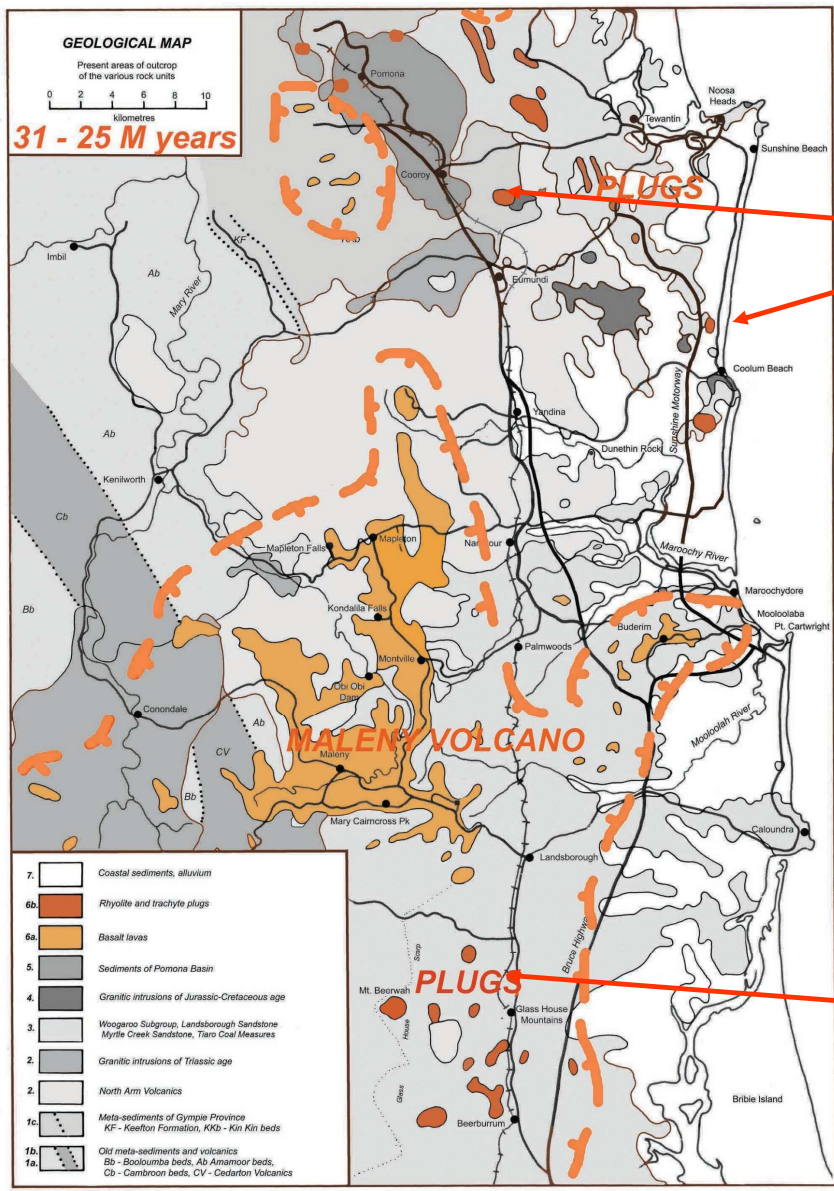 GEOLOGICAL MAP
Present areas of outcrop
of the various rock units
0 2 4 6 8 10
kilometres
31 - 25 M years
Pomona
Noosa
Heads
Tewantin
Sunshine Beach
Cooroy
PLUGS
KF
Imbil
Ab
Mary River
Eumundi
Coolum Beach
Sunshine Motorway
Yandina
Ab
Dunethin Rock
Kenilworth
Cb
Mapleton Falls
Mapleton
Maroochy River
Bb
Maroochydore
Kondalila Falls
Mooloolaba
Buderim
Pt. Cartwright
Montville
Palmwoods
Obi Obi
Dam
Conondale
Ab
Mooloolah River
MALENY VOLCANO
CV
Maleny
Bb
Mary Cairncross Pk
Caloundra
Landsborough
7. Coastal sediments, alluvium
6b. Rhyolite and trachyte plugs
6a. Basalt lavas
5. Sediments of Pomona Basin
4. Granitic intrusions of Jurassic-Cretaceous age
3. Woogaroo Subgroup, Landsborough Sandstone
Myrtle Creek Sandstone, Tiaro Coal Measures
2. Granitic intrusions of Triassic age
2. North Arm Volcanics
1c. Meta-sediments of Gympie Province
KF - Keefton Formation, KKb - Kin Kin beds
1b. Old meta-sediments and volcanics
1a. Bb - Booloumba beds, Ab Amamoor beds,
Cb - Cambroon beds, CV - Cedarton Volcanics
Bruce Highway
Scarp
PLUGS
Mt. Beerwah
House
Glass House
Mountains
Glass
Beerburrum
Bribie Island